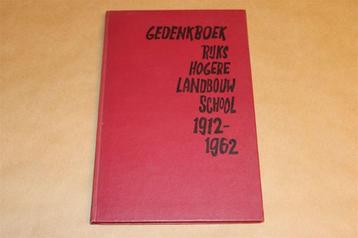 GEDENKBOEK
RIJKS
HOGERE
LANDBOUW
SCHOOL
1912-
1962